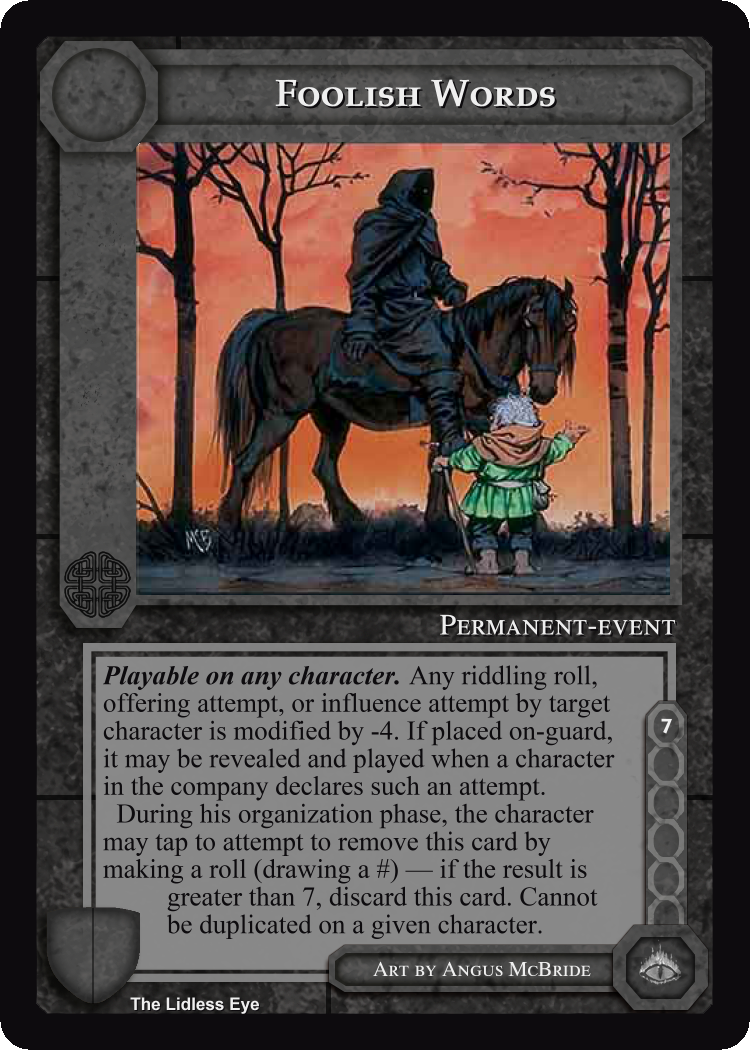 Foolish Words
McB
Permanent-event
Playable on any character. Any riddling roll,
offering attempt, or influence attempt by target
character is modified by -4. If placed on-guard,
it may be revealed and played when a character
in the company declares such an attempt.
During his organization phase, the character
may tap to attempt to remove this card by
making a roll (drawing a #) — if the result is
greater than 7, discard this card. Cannot
be duplicated on a given character.
7
Art by Angus McBride
The Lidless Eye